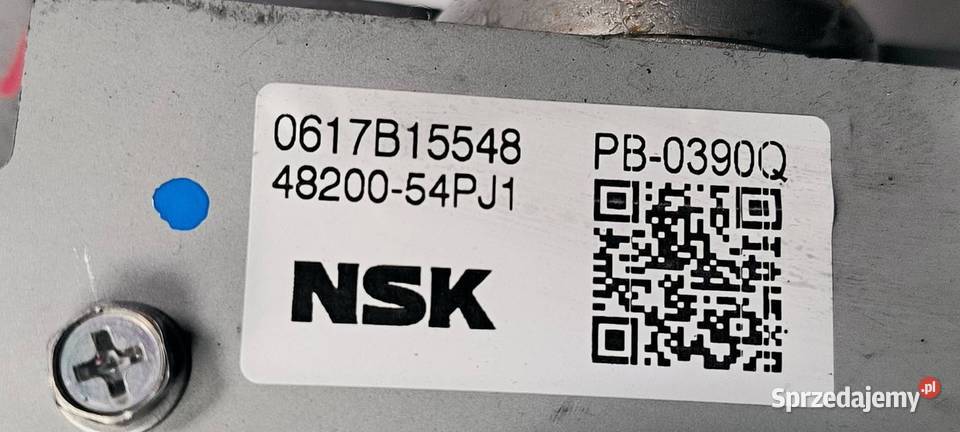 0617B15548
48200-54PJ1
PB-0390Q
NSK
Sprzedajemy.pl